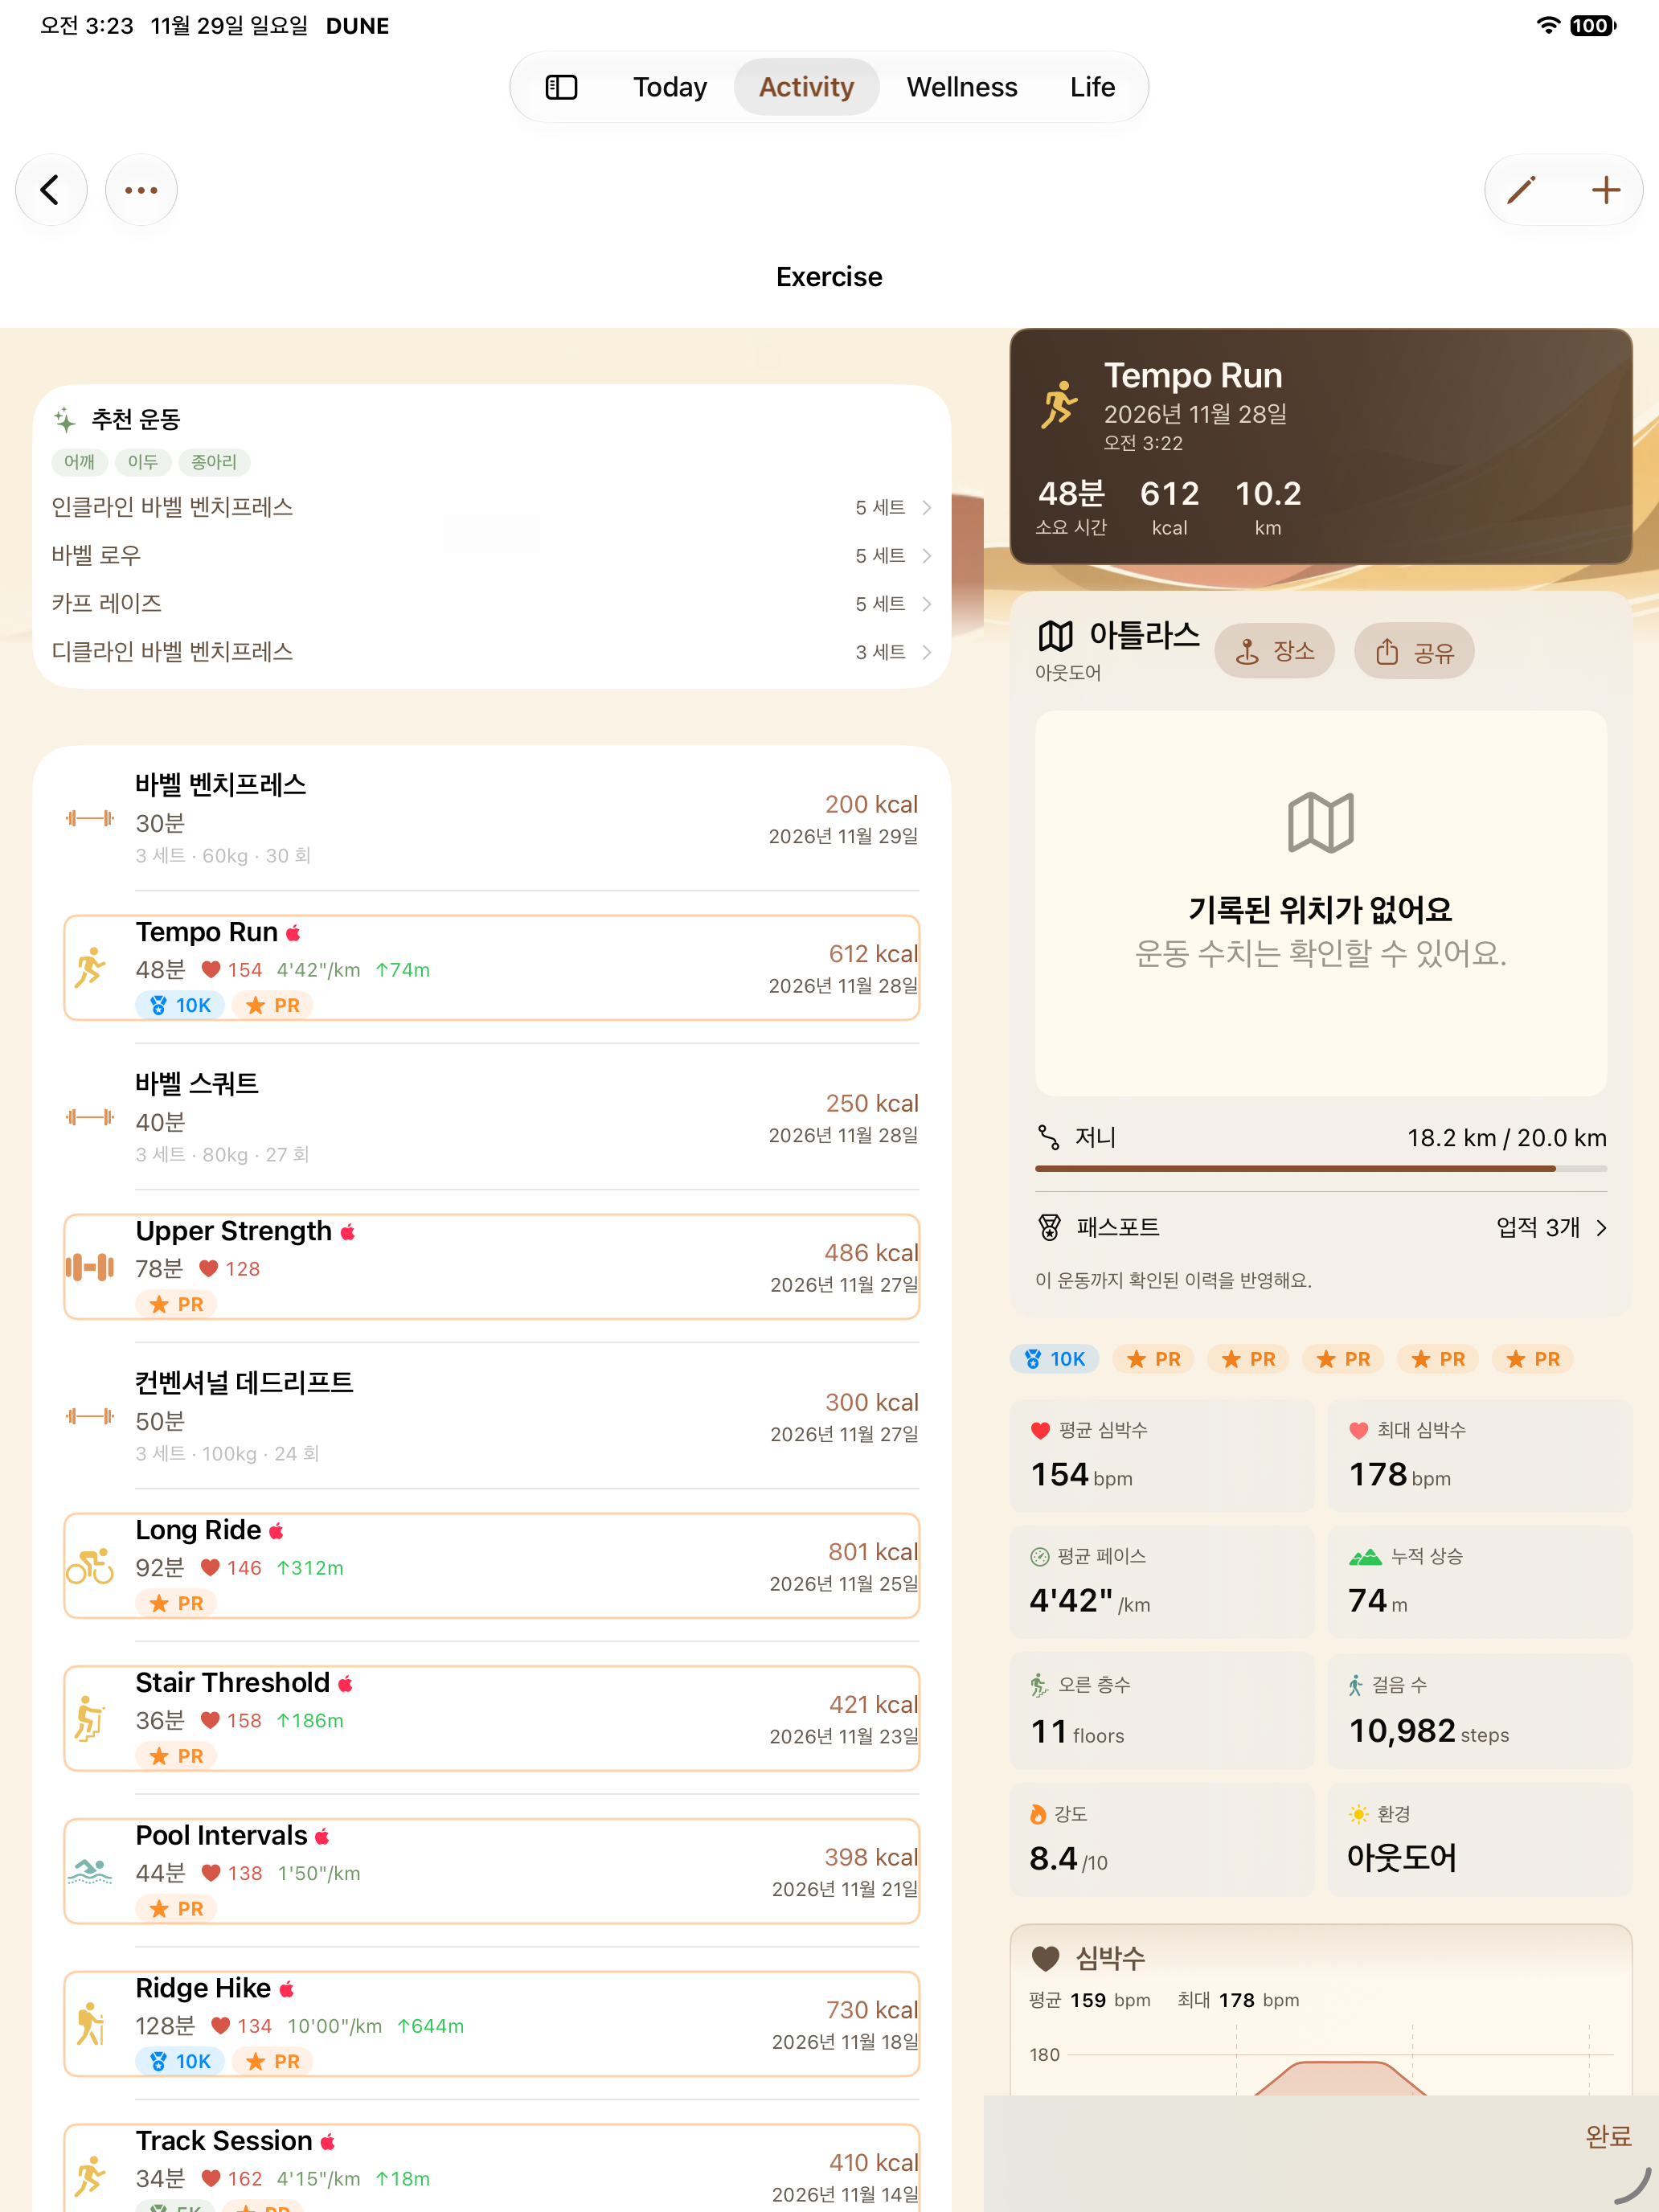 오전 3:23 11월 29일 일요일 DUNE
100
Today Activity Wellness Life
Exercise
추천 운동
어깨 이두 종아리
인클라인 바벨 벤치프레스 5 세트
바벨 로우 5 세트
카프 레이즈 5 세트
디클라인 바벨 벤치프레스 3 세트
바벨 벤치프레스
30분
3 세트 · 60kg · 30 회
200 kcal
2026년 11월 29일
Tempo Run
48분 154 4'42"/km ↑74m
10K PR
612 kcal
2026년 11월 28일
바벨 스쿼트
40분
3 세트 · 80kg · 27 회
250 kcal
2026년 11월 28일
Upper Strength
78분 128
PR
486 kcal
2026년 11월 27일
컨벤셔널 데드리프트
50분
3 세트 · 100kg · 24 회
300 kcal
2026년 11월 27일
Long Ride
92분 146 ↑312m
PR
801 kcal
2026년 11월 25일
Stair Threshold
36분 158 ↑186m
PR
421 kcal
2026년 11월 23일
Pool Intervals
44분 138 1'50"/km
PR
398 kcal
2026년 11월 21일
Ridge Hike
128분 134 10'00"/km ↑644m
10K PR
730 kcal
2026년 11월 18일
Track Session
34분 162 4'15"/km ↑18m
5K PR
410 kcal
2026년 11월 14일
Tempo Run
2026년 11월 28일
오전 3:22
48분 612 10.2
소요 시간 kcal km
아틀라스
아웃도어
장소 공유
기록된 위치가 없어요
운동 수치는 확인할 수 있어요.
저니 18.2 km / 20.0 km
패스포트 업적 3개
이 운동까지 확인된 이력을 반영해요.
10K PR PR PR PR PR
평균 심박수
154 bpm
최대 심박수
178 bpm
평균 페이스
4'42" /km
누적 상승
74 m
오른 층수
11 floors
걸음 수
10,982 steps
강도
8.4 /10
환경
아웃도어
심박수
평균 159 bpm 최대 178 bpm
180
완료